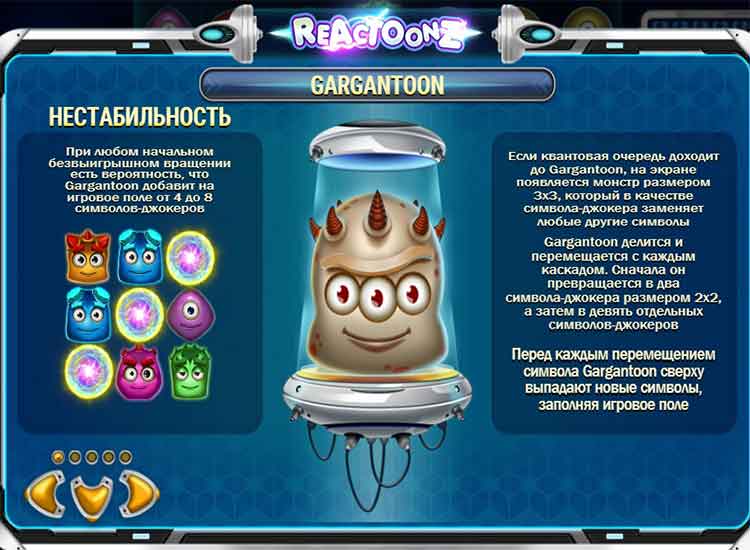 REACTOONZ
GARGANTOON
НЕСТАБИЛЬНОСТЬ
При любом начальном
безвыигрышном вращении
есть вероятность, что
Gargantoon добавит на
игровое поле от 4 до 8
символов-джокеров
Если квантовая очередь доходит
до Gargantoon, на экране
появляется монстр размером
3x3, который в качестве
символа-джокера заменяет
любые другие символы
Gargantoon делится и
перемещается с каждым
каскадом. Сначала он
превращается в два
символа-джокера размером 2x2,
а затем в девять отдельных
символов-джокеров
Перед каждым перемещением
символа Gargantoon сверху
выпадают новые символы,
заполняя игровое поле